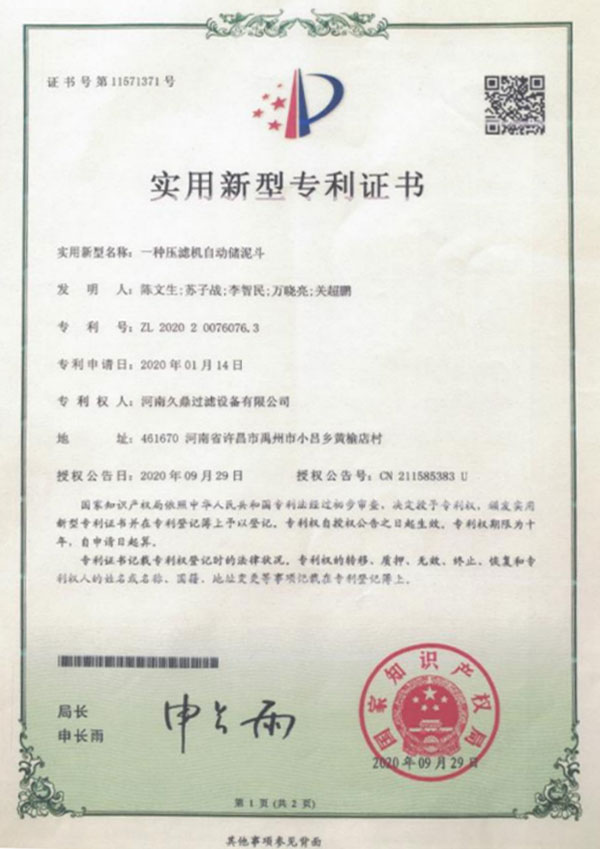 证书号第11571371号
实用新型专利证书
实用新型名称：一种压滤机自动储泥斗
发明人：陈文生;苏子战;李智民;万晓亮;关超鹏
专利号：ZL 2020 2 0076076.3
专利申请日：2020年01月14日
专利权人：河南久鼎过滤设备有限公司
地址：461670 河南省许昌市禹州市小吕乡黄榆店村
授权公告日：2020年09月29日 授权公告号：CN 211585383 U
国家知识产权局依照中华人民共和国专利法经过初步审查，决定授予专利权，颁发实用
新型专利证书并在专利登记簿上予以登记。专利权自授权公告之日起生效。专利权期限为十
年，自申请日起算。
专利证书记载专利权登记时的法律状况。专利权的转移、质押、无效、终止、恢复和专
利权人的姓名或名称、国籍、地址变更等事项记载在专利登记簿上。
局长
申长雨
申长雨
国家知识产权局
2020年09月29日
第1页(共2页)
其他事项参见背面